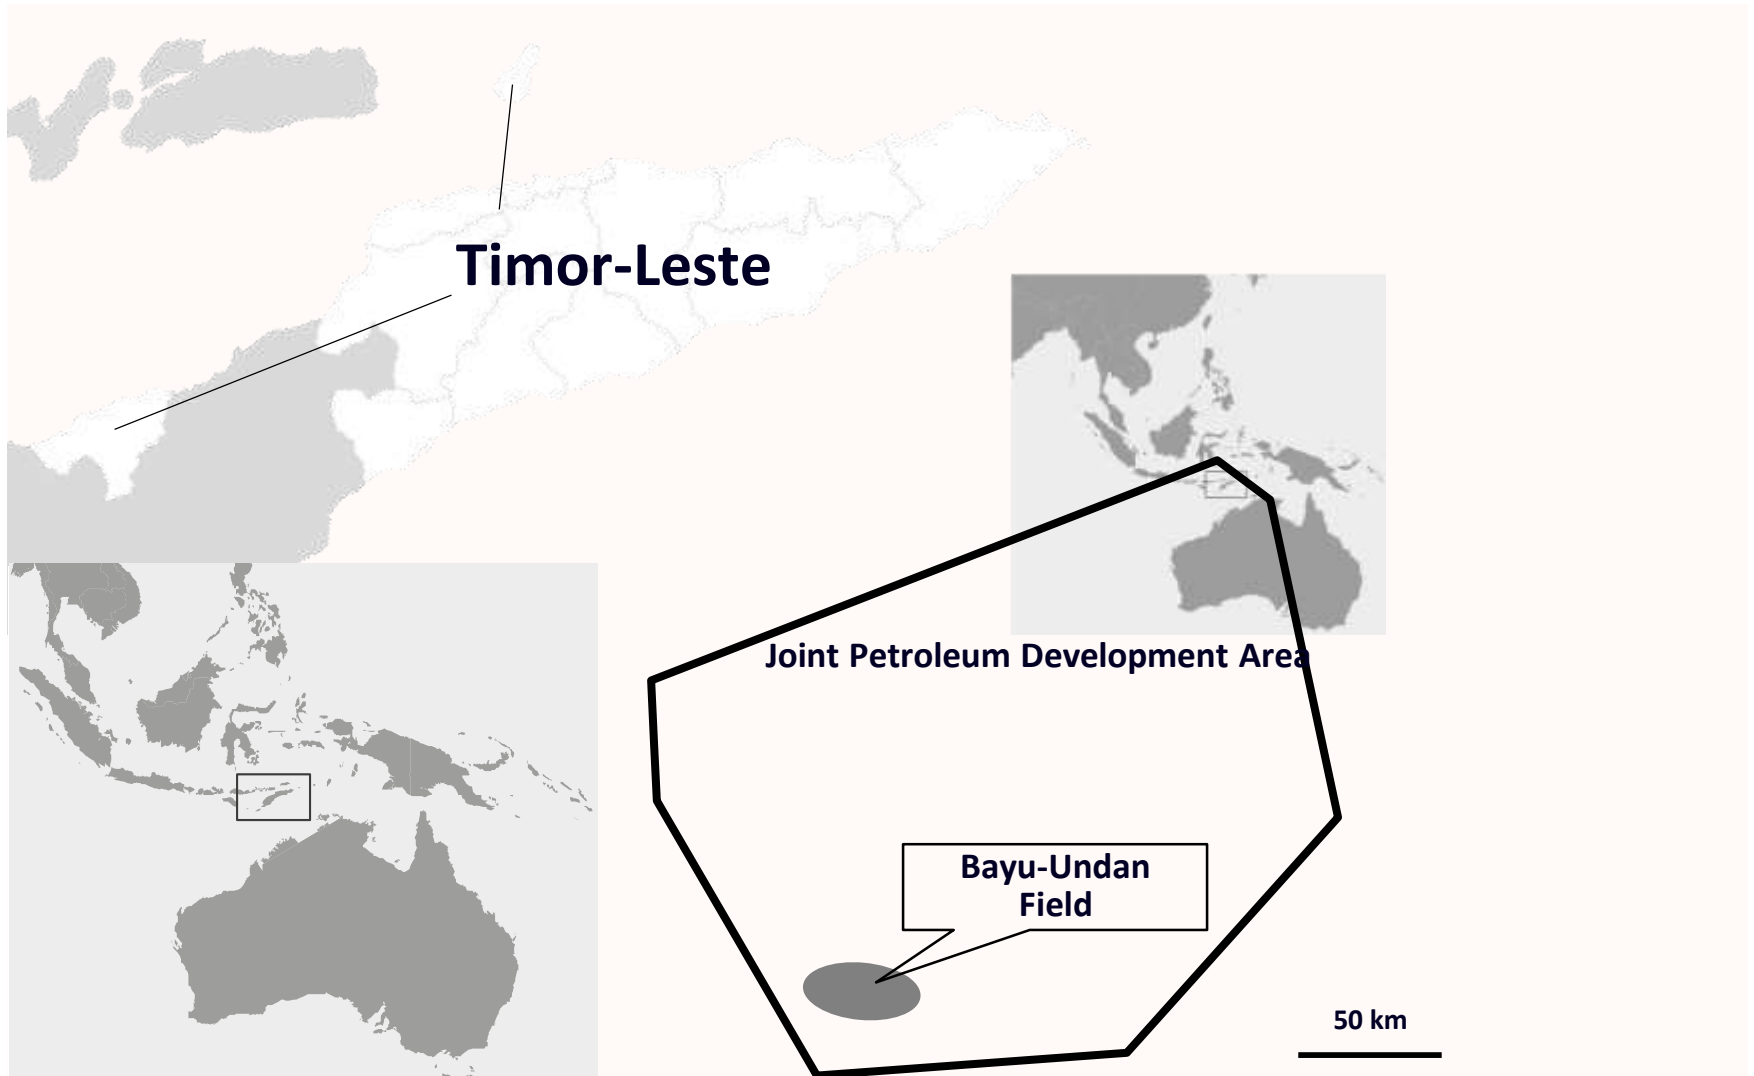 Timor-Leste
Joint Petroleum Development Area
Bayu-Undan
Field
50 km